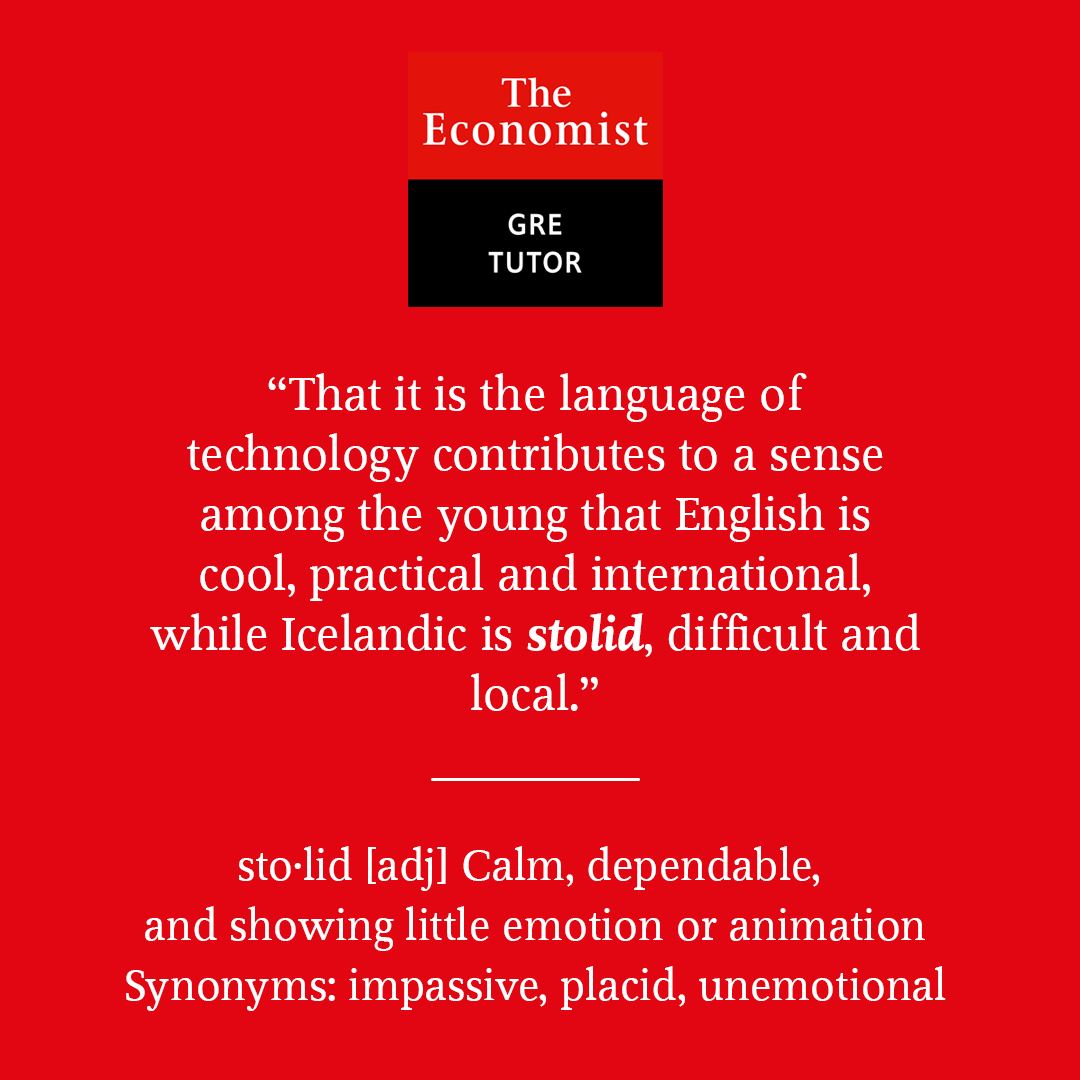 The
Economist
GRE
TUTOR
“That it is the language of
technology contributes to a sense
among the young that English is
cool, practical and international,
while Icelandic is stolid, difficult and
local.”
sto·lid [adj] Calm, dependable,
and showing little emotion or animation
Synonyms: impassive, placid, unemotional